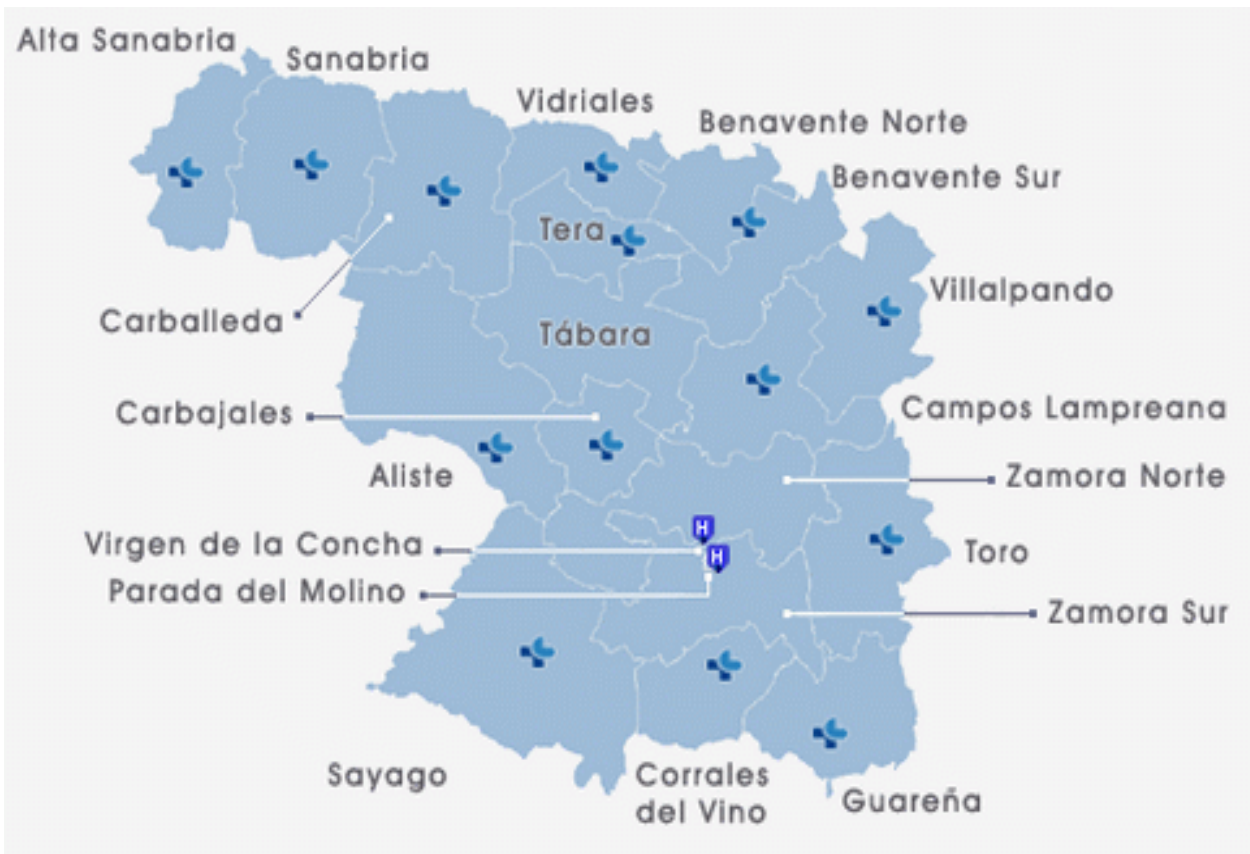 Alta Sanabria
Sanabria
Vidriales
Benavente Norte
Benavente Sur
Tera
Villalpando
Carballeda
Tábara
Carbajales
Campos Lampreana
Aliste
Zamora Norte
H
Virgen de la Concha
H
Toro
Parada del Molino
Zamora Sur
Sayago
Corrales
del Vino
Guareña